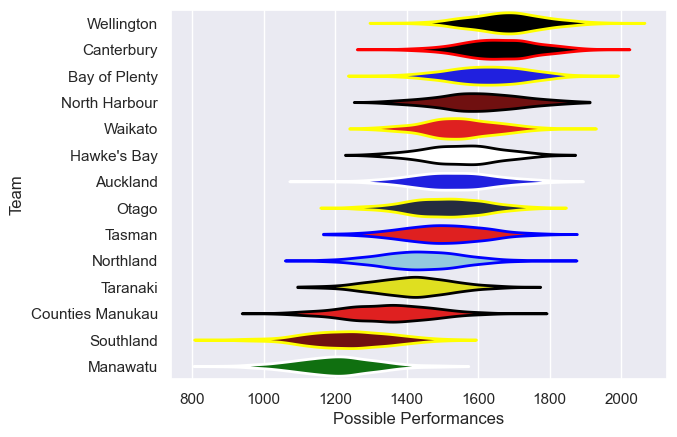 Wellington
Canterbury
Bay of Plenty
North Harbour
Waikato
Hawke's Bay
Auckland
Otago
Tasman
Northland
Taranaki
Counties Manukau
Southland
Manawatu
Team
800 1000 1200 1400 1600 1800 2000
Possible Performances